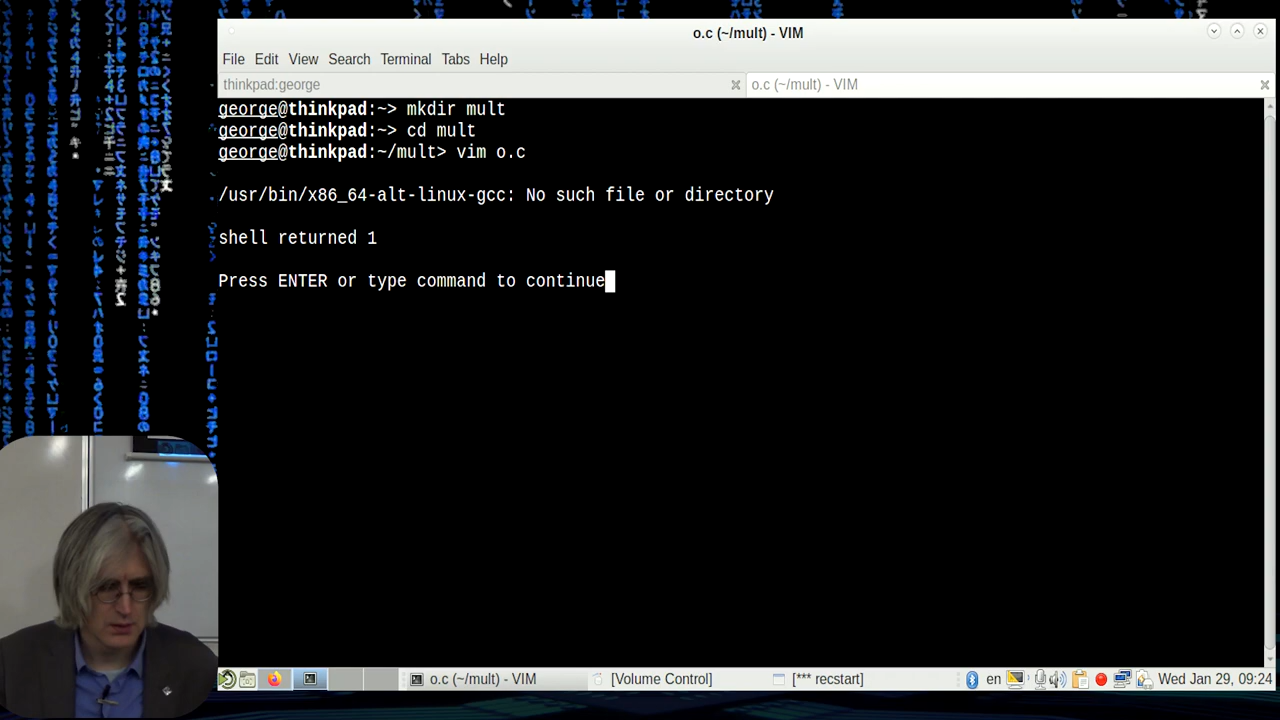 o.c (~/mult) - VIM
File Edit View Search Terminal Tabs Help
thinkpad:george
o.c (~/mult) - VIM
george@thinkpad:~> mkdir mult
george@thinkpad:~> cd mult
george@thinkpad:~/mult> vim o.c
/usr/bin/x86_64-alt-linux-gcc: No such file or directory
shell returned 1
Press ENTER or type command to continue
o.c (~/mult) - VIM
[Volume Control]
[*** recstart]
en
Wed Jan 29, 09:24